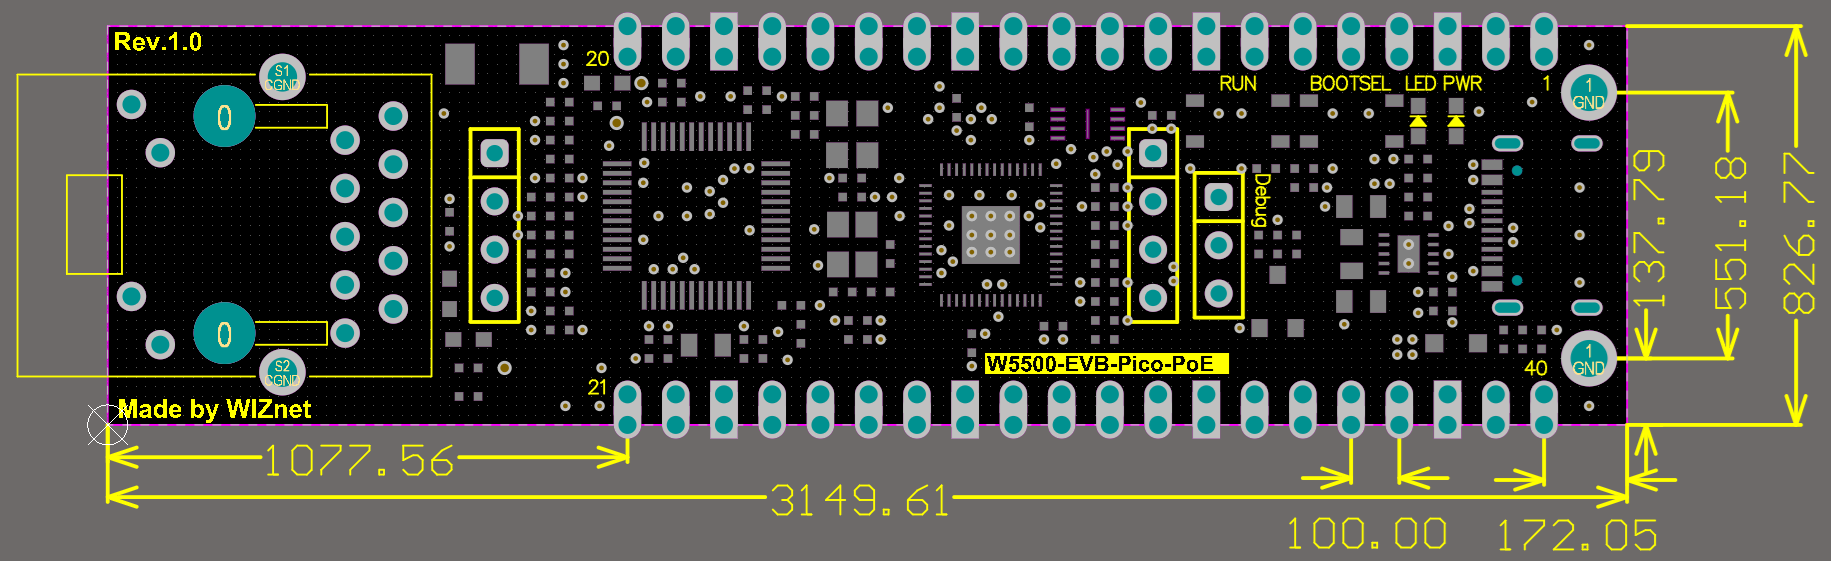 Rev.1.0
20
S1
CGND
0
RUN
BOOTSEL
LED
PWR
1
1
GND
Debug
137.79
551.18
826.77
0
S2
CGND
W5500-EVB-Pico-PoE
1
GND
40
21
Made by WIZnet
1077.56
3149.61
100.00
172.05